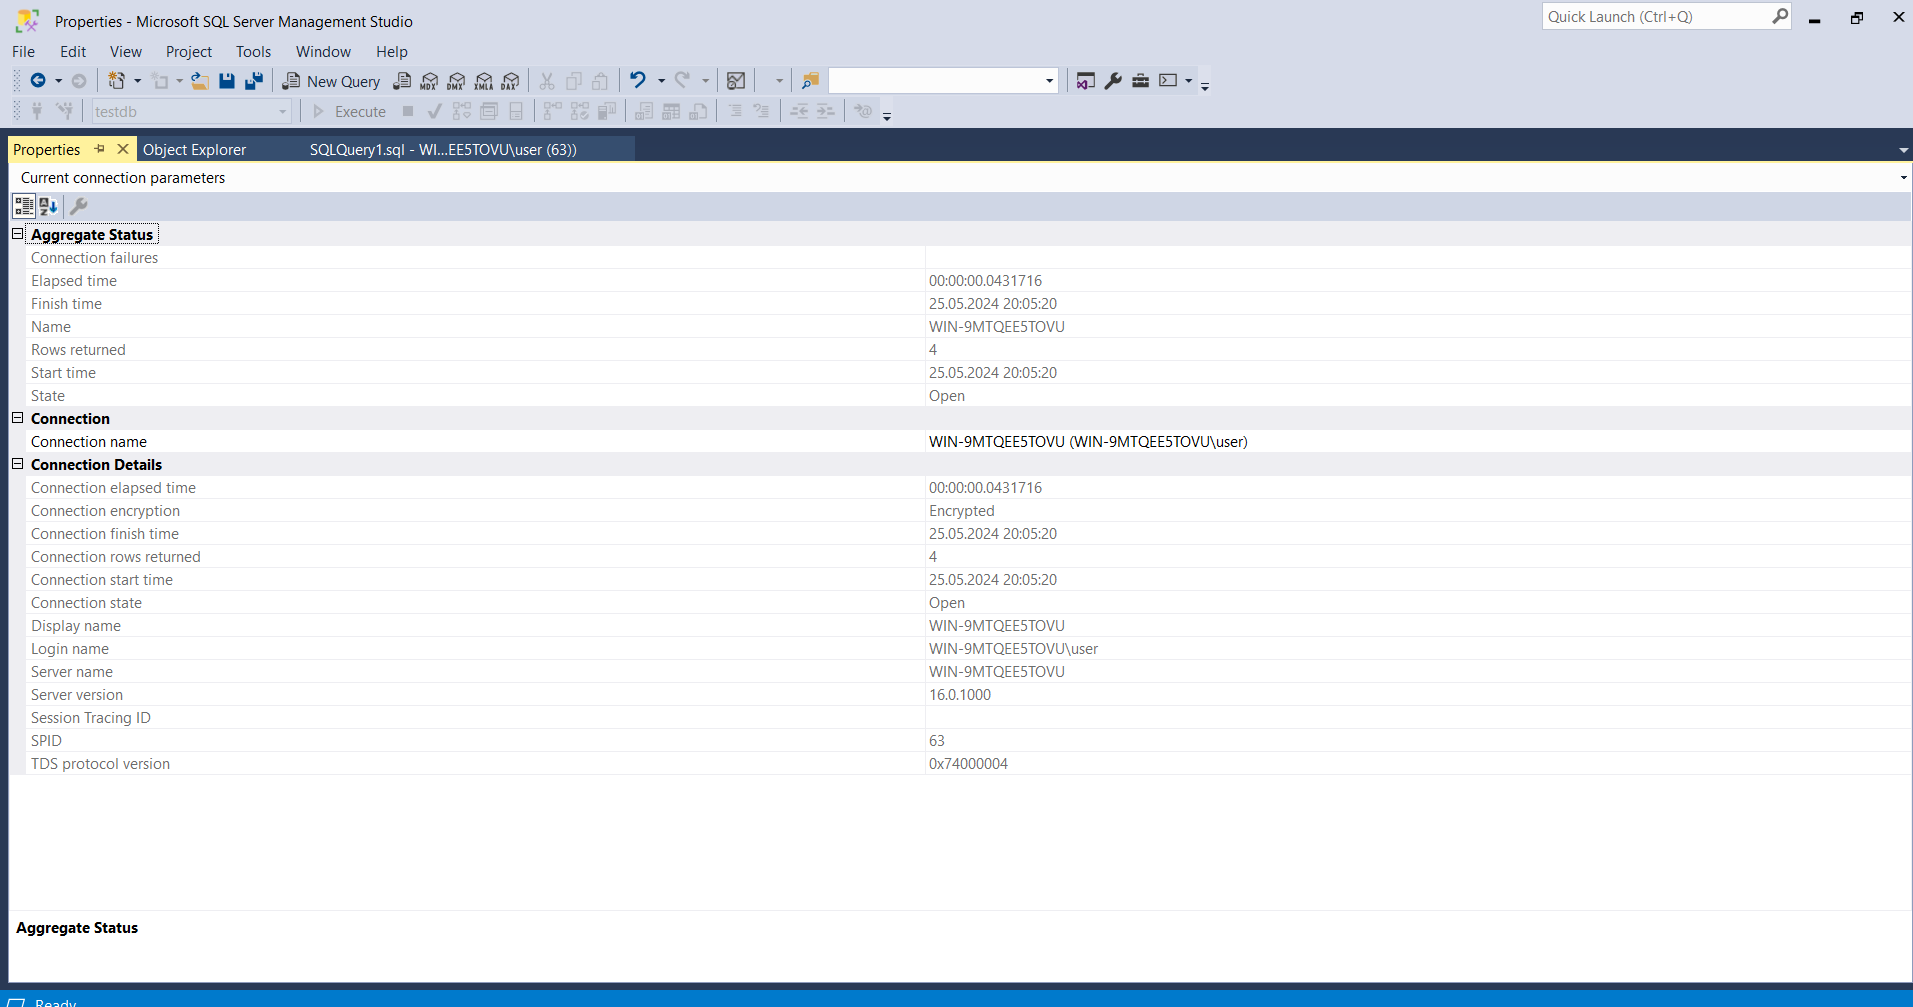 Properties - Microsoft SQL Server Management Studio
Quick Launch (Ctrl+Q)
File Edit View Project Tools Window Help
New Query MDX DMX XMLA DAX
testdb Execute
Properties Object Explorer SQLQuery1.sql - WI...EE5TOVU\user (63))
Current connection parameters
Aggregate Status
Connection failures
Elapsed time 00:00:00.0431716
Finish time 25.05.2024 20:05:20
Name WIN-9MTQEE5TOVU
Rows returned 4
Start time 25.05.2024 20:05:20
State Open
Connection
Connection name WIN-9MTQEE5TOVU (WIN-9MTQEE5TOVU\user)
Connection Details
Connection elapsed time 00:00:00.0431716
Connection encryption Encrypted
Connection finish time 25.05.2024 20:05:20
Connection rows returned 4
Connection start time 25.05.2024 20:05:20
Connection state Open
Display name WIN-9MTQEE5TOVU
Login name WIN-9MTQEE5TOVU\user
Server name WIN-9MTQEE5TOVU
Server version 16.0.1000
Session Tracing ID
SPID 63
TDS protocol version 0x74000004
Aggregate Status
Ready